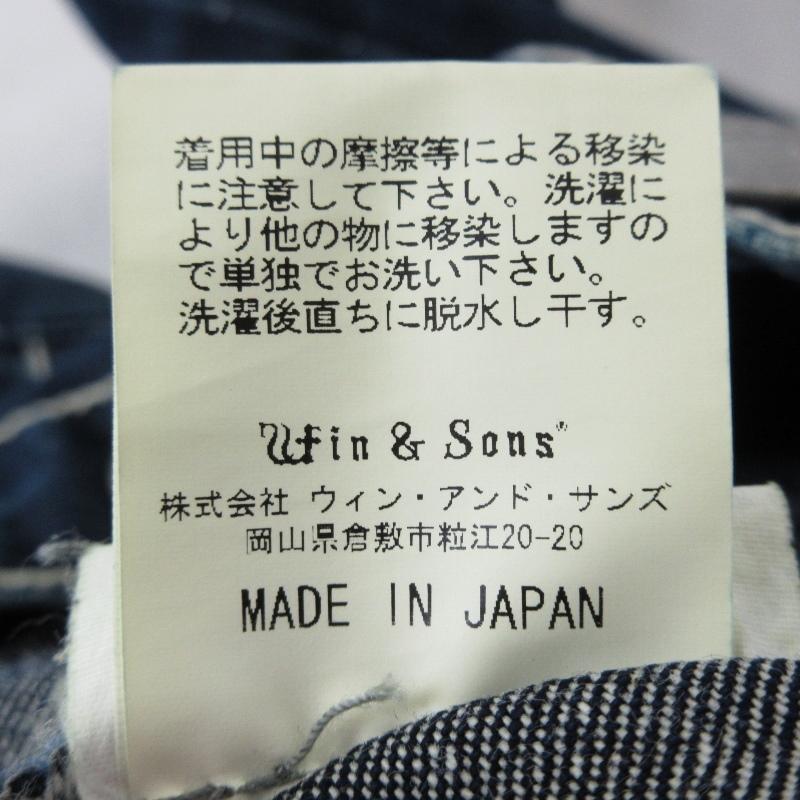 着用中の摩擦等による移染
に注意して下さい。洗濯に
より他の物に移染しますの
で単独でお洗い下さい。
洗濯後直ちに脱水し干す。
Win & Sons®
株式会社 ウィン・アンド・サンズ
岡山県倉敷市粒江20-20
MADE IN JAPAN